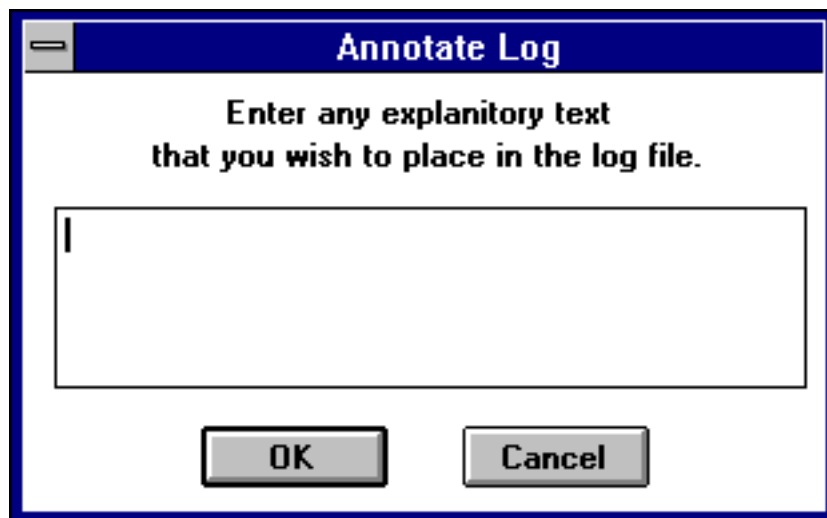 Annotate Log
Enter any explanitory text
that you wish to place in the log file.
OK
Cancel